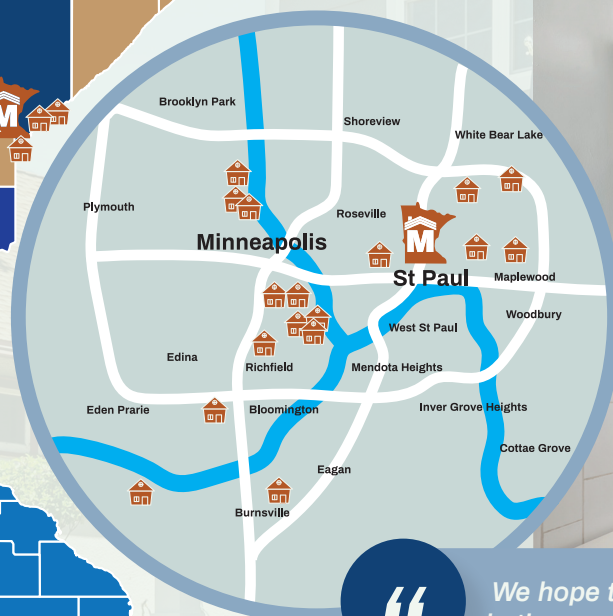 M
Brooklyn Park
Shoreview
White Bear Lake
Plymouth
Roseville
Minneapolis
M
St Paul
Maplewood
Woodbury
West St Paul
Edina
Richfield
Mendota Heights
Eden Prarie
Bloomington
Inver Grove Heights
Cottae Grove
Eagan
Burnsville
“
We hope